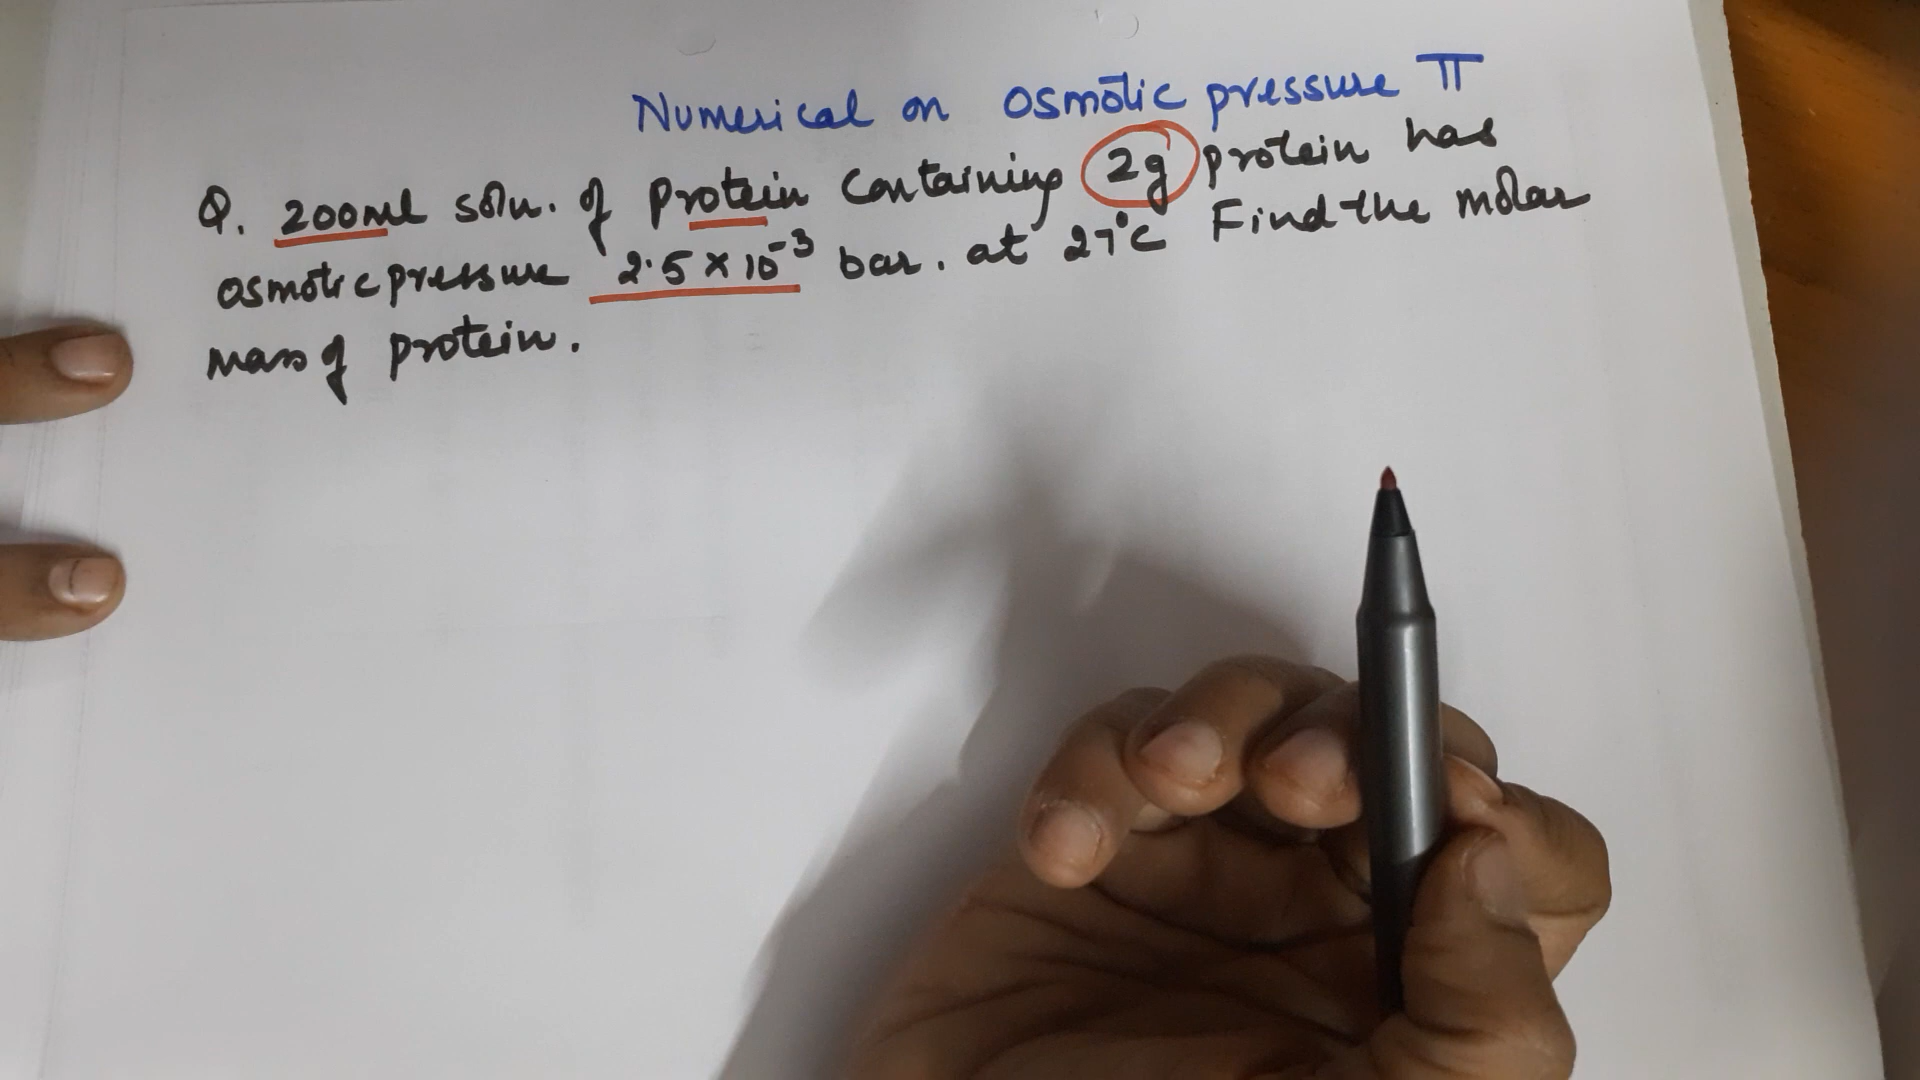 Numerical on osmotic pressure π
Q. 200ml soln. of protein containing 2g protein has
osmotic pressure 2.5 × 10⁻³ bar. at 27°C Find the molar
mass of protein.